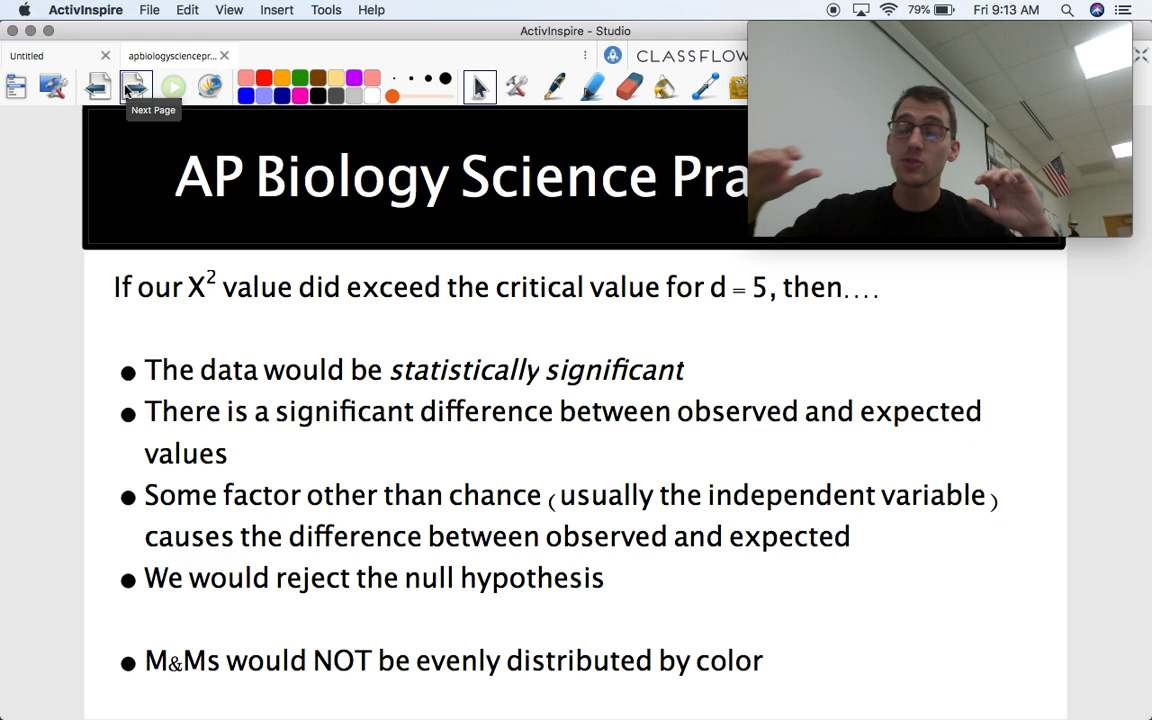 ActivInspire File Edit View Insert Tools Help 79% Fri 9:13 AM
ActivInspire - Studio
Untitled apbiologysciencepr... CLASSFLOW
Next Page
AP Biology Science Pra
If our X² value did exceed the critical value for d = 5, then....
● The data would be statistically significant
● There is a significant difference between observed and expected
values
● Some factor other than chance (usually the independent variable)
causes the difference between observed and expected
● We would reject the null hypothesis
● M&Ms would NOT be evenly distributed by color